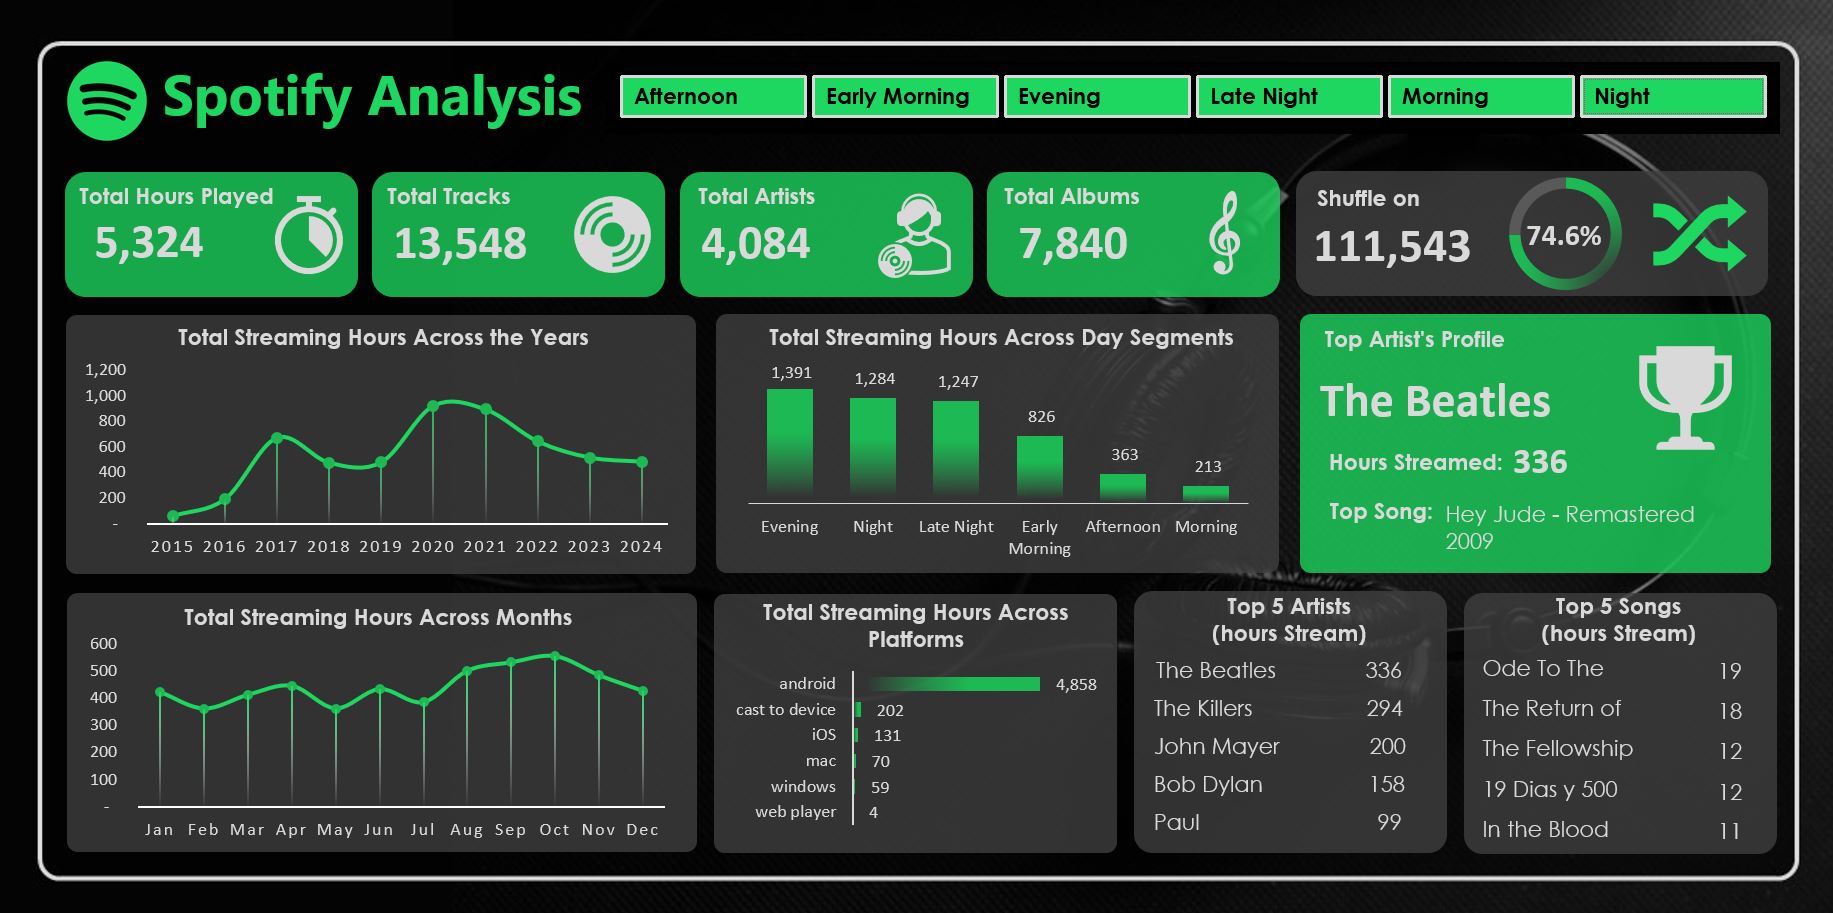 Spotify Analysis
Afternoon
Early Morning
Evening
Late Night
Morning
Night
Total Hours Played
5,324
Total Tracks
13,548
Total Artists
4,084
Total Albums
7,840
Shuffle on
111,543
74.6%
Total Streaming Hours Across the Years
1,200
1,000
800
600
400
200
-
2015 2016 2017 2018 2019 2020 2021 2022 2023 2024
Total Streaming Hours Across Day Segments
1,391
1,284
1,247
826
363
213
Evening
Night
Late Night
Early
Morning
Afternoon
Morning
Top Artist's Profile
The Beatles
Hours Streamed: 336
Top Song: Hey Jude - Remastered
2009
Total Streaming Hours Across Months
600
500
400
300
200
100
-
Jan Feb Mar Apr May Jun Jul Aug Sep Oct Nov Dec
Total Streaming Hours Across
Platforms
android 4,858
cast to device 202
iOS 131
mac 70
windows 59
web player 4
Top 5 Artists
(hours Stream)
The Beatles 336
The Killers 294
John Mayer 200
Bob Dylan 158
Paul 99
Top 5 Songs
(hours Stream)
Ode To The 19
The Return of 18
The Fellowship 12
19 Dias y 500 12
In the Blood 11